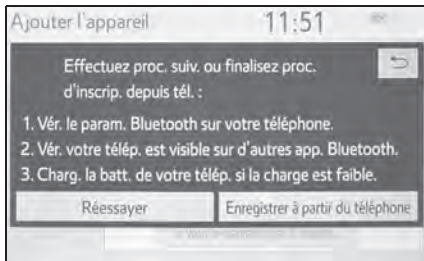 Ajouter l'appareil 11:51
Effectuez proc. suiv. ou finalisez proc.
d'inscrip. depuis tél. :
1. Vér. le param. Bluetooth sur votre téléphone.
2. Vér. votre télép. est visible sur d'autres app. Bluetooth.
3. Charg. la batt. de votre télép. si la charge est faible.
Réessayer Enregistrer à partir du téléphone